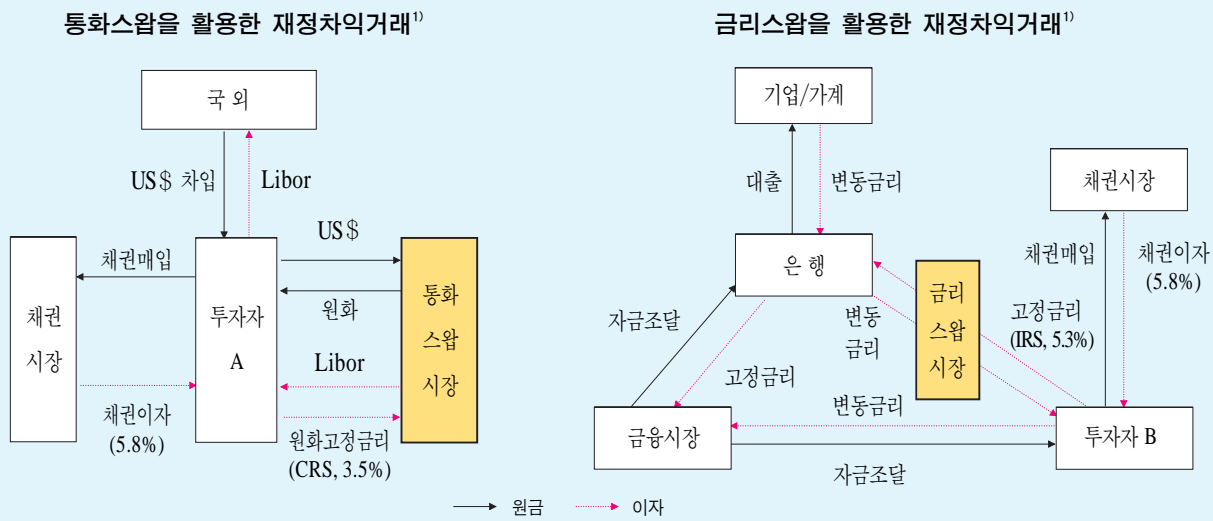 통화스왑을 활용한 재정차익거래1)
국 외
US$ 차입
Libor
US$
채권매입
원화
채권
시장
투자자
A
통화
스왑
시장
Libor
채권이자
(5.8%)
원화고정금리
(CRS, 3.5%)
금리스왑을 활용한 재정차익거래1)
기업/가계
대출
변동금리
채권시장
은 행
채권매입
채권이자
(5.8%)
금리
스왑
시장
자금조달
변동
금리
고정금리
(IRS, 5.3%)
고정금리
변동금리
금융시장
투자자 B
자금조달
원금
이자